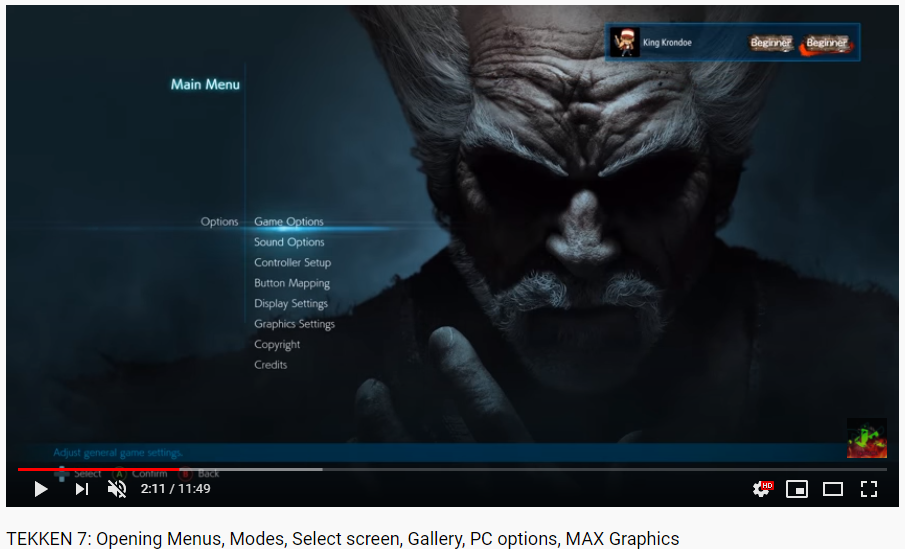 King Krondoe Beginner Beginner
Main Menu
Options Game Options
Sound Options
Controller Setup
Button Mapping
Display Settings
Graphics Settings
Copyright
Credits
Adjust general game settings.
Select A Confirm B Back
2:11 / 11:49 HD
TEKKEN 7: Opening Menus, Modes, Select screen, Gallery, PC options, MAX Graphics